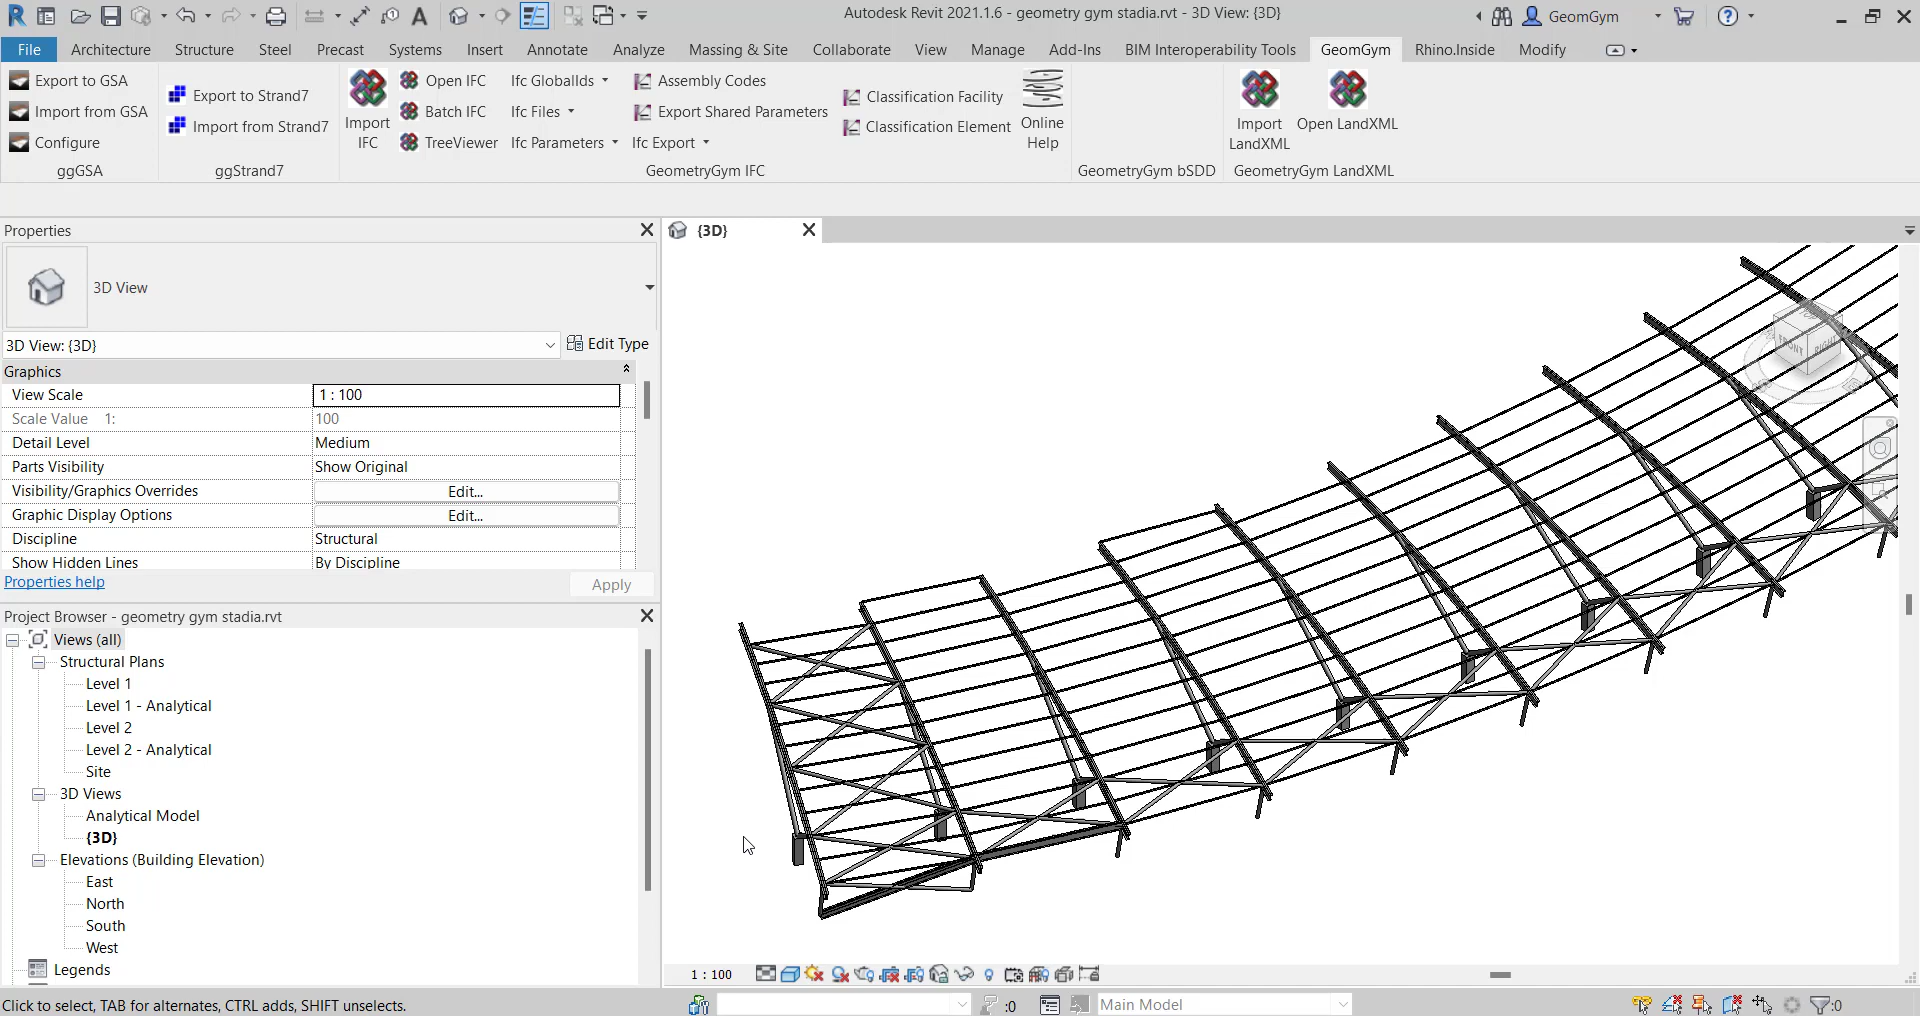 Autodesk Revit 2021.1.6 - geometry gym stadia.rvt - 3D View: {3D}
GeomGym
File Architecture Structure Steel Precast Systems Insert Annotate Analyze Massing & Site Collaborate View Manage Add-Ins BIM Interoperability Tools GeomGym Rhino.Inside Modify
Export to GSA
Import from GSA
Configure
ggGSA
Export to Strand7
Import from Strand7
ggStrand7
Import IFC
Open IFC
Batch IFC
TreeViewer
Ifc GlobalIds
Ifc Files
Ifc Parameters
Assembly Codes
Export Shared Parameters
Ifc Export
Classification Facility
Classification Element
Online Help
GeometryGym IFC
GeometryGym bSDD
Import LandXML
Open LandXML
GeometryGym LandXML
Properties
3D View
3D View: {3D}
Edit Type
Graphics
View Scale 1 : 100
Scale Value 1: 100
Detail Level Medium
Parts Visibility Show Original
Visibility/Graphics Overrides Edit...
Graphic Display Options Edit...
Discipline Structural
Show Hidden Lines By Discipline
Properties help
Apply
Project Browser - geometry gym stadia.rvt
Views (all)
Structural Plans
Level 1
Level 1 - Analytical
Level 2
Level 2 - Analytical
Site
3D Views
Analytical Model
{3D}
Elevations (Building Elevation)
East
North
South
West
Legends
{3D}
FRONT
RIGHT
1 : 100
Click to select, TAB for alternates, CTRL adds, SHIFT unselects.
:0
Main Model
:0